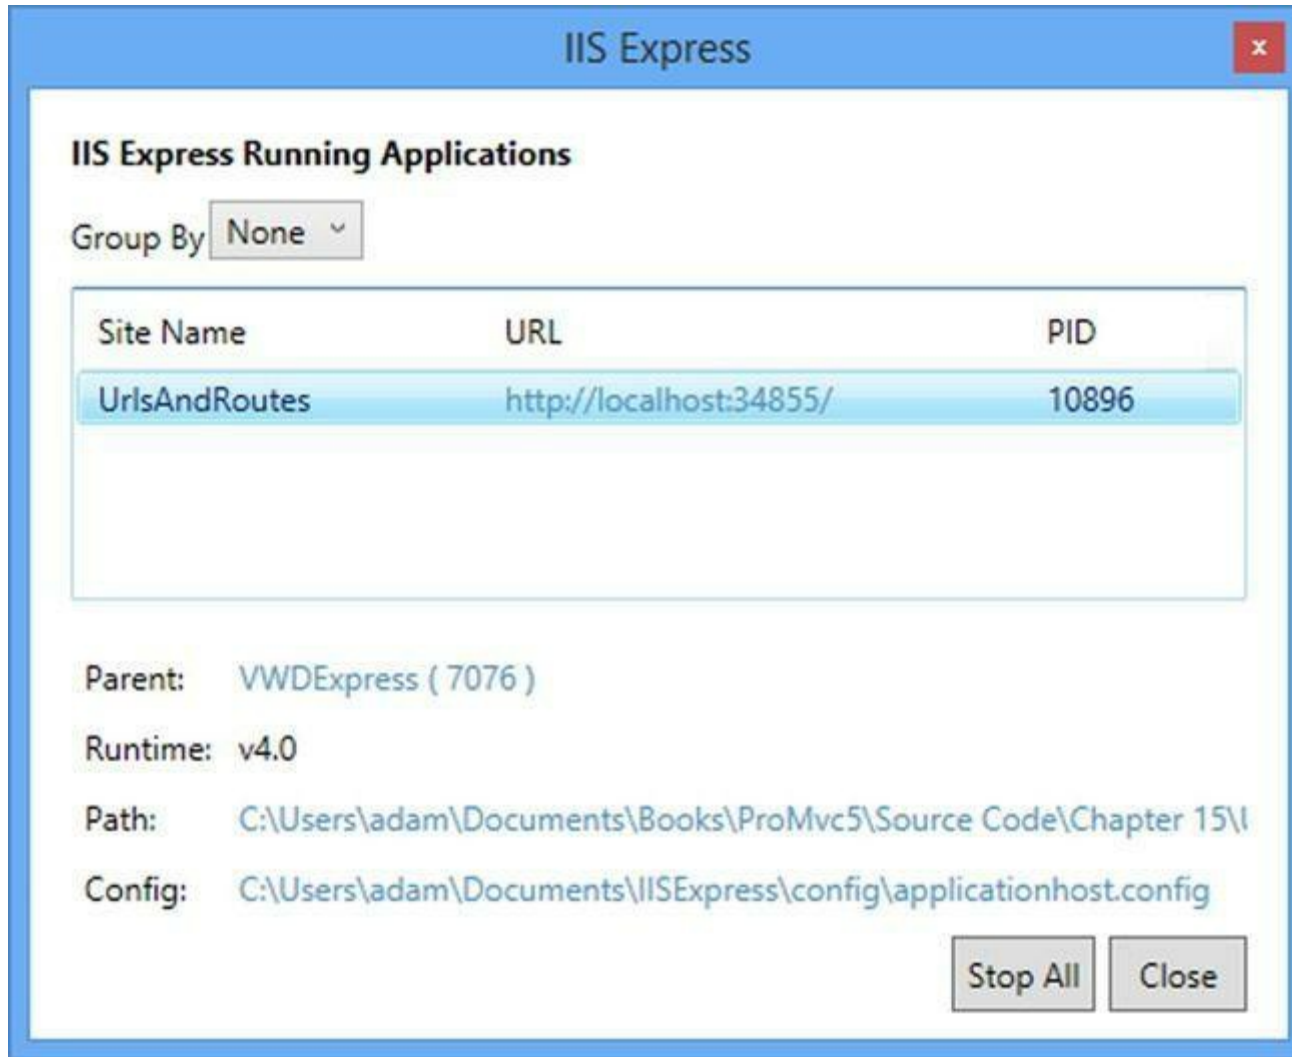 IIS Express
x
IIS Express Running Applications
Group By None
Site Name URL PID
UrlsAndRoutes http://localhost:34855/ 10896
Parent: VWDExpress ( 7076 )
Runtime: v4.0
Path: C:\Users\adam\Documents\Books\ProMvc5\Source Code\Chapter 15\
Config: C:\Users\adam\Documents\IISExpress\config\applicationhost.config
Stop All Close